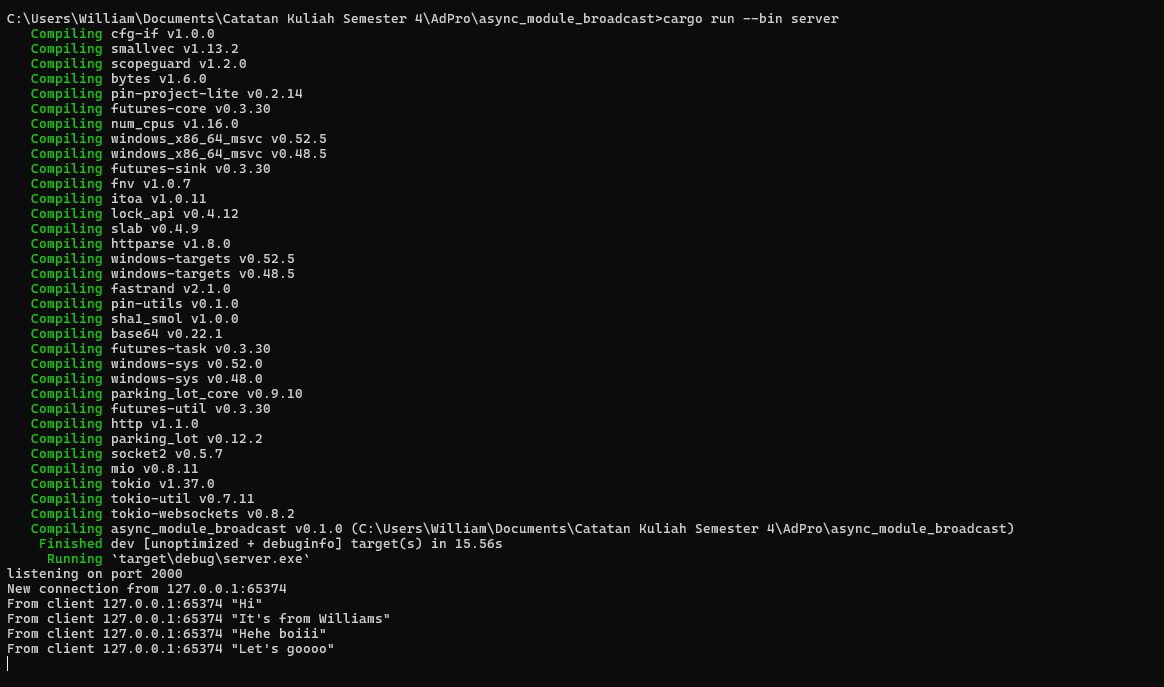 C:\Users\William\Documents\Catatan Kuliah Semester 4\AdPro\async_module_broadcast>cargo run --bin server
Compiling cfg-if v1.0.0
Compiling smallvec v1.13.2
Compiling scopeguard v1.2.0
Compiling bytes v1.6.0
Compiling pin-project-lite v0.2.14
Compiling futures-core v0.3.30
Compiling num_cpus v1.16.0
Compiling windows_x86_64_msvc v0.52.5
Compiling windows_x86_64_msvc v0.48.5
Compiling futures-sink v0.3.30
Compiling fnv v1.0.7
Compiling itoa v1.0.11
Compiling lock_api v0.4.12
Compiling slab v0.4.9
Compiling httparse v1.8.0
Compiling windows-targets v0.52.5
Compiling windows-targets v0.48.5
Compiling fastrand v2.1.0
Compiling pin-utils v0.1.0
Compiling sha1_smol v1.0.0
Compiling base64 v0.22.1
Compiling futures-task v0.3.30
Compiling windows-sys v0.52.0
Compiling windows-sys v0.48.0
Compiling parking_lot_core v0.9.10
Compiling futures-util v0.3.30
Compiling http v1.1.0
Compiling parking_lot v0.12.2
Compiling socket2 v0.5.7
Compiling mio v0.8.11
Compiling tokio v1.37.0
Compiling tokio-util v0.7.11
Compiling tokio-websockets v0.8.2
Compiling async_module_broadcast v0.1.0 (C:\Users\William\Documents\Catatan Kuliah Semester 4\AdPro\async_module_broadcast)
Finished dev [unoptimized + debuginfo] target(s) in 15.56s
Running `target\debug\server.exe`
listening on port 2000
New connection from 127.0.0.1:65374
From client 127.0.0.1:65374 "Hi"
From client 127.0.0.1:65374 "It's from Williams"
From client 127.0.0.1:65374 "Hehe boiii"
From client 127.0.0.1:65374 "Let's goooo"